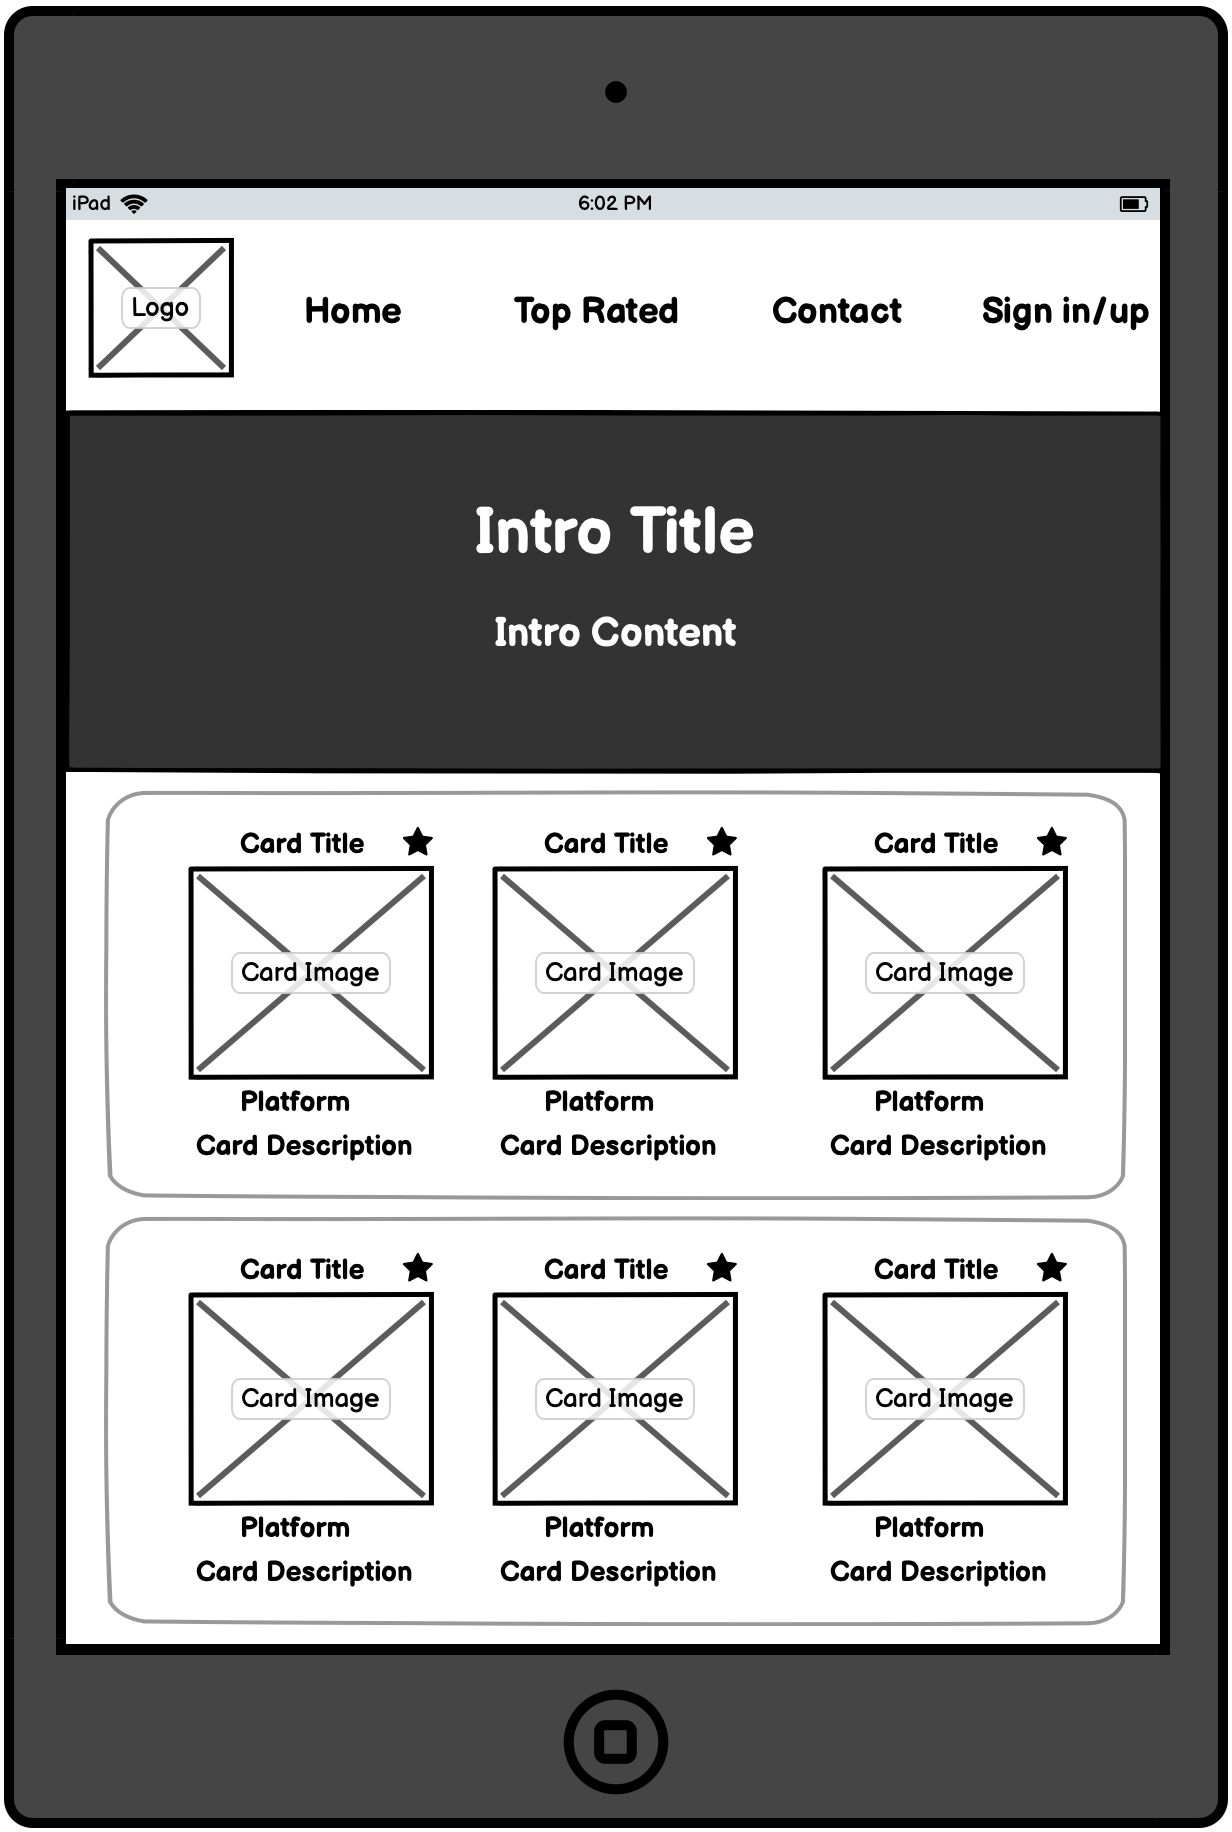 iPad 6:02 PM
Logo Home Top Rated Contact Sign in/up
Intro Title
Intro Content
Card Title Card Title Card Title
Card Image Card Image Card Image
Platform Platform Platform
Card Description Card Description Card Description
Card Title Card Title Card Title
Card Image Card Image Card Image
Platform Platform Platform
Card Description Card Description Card Description